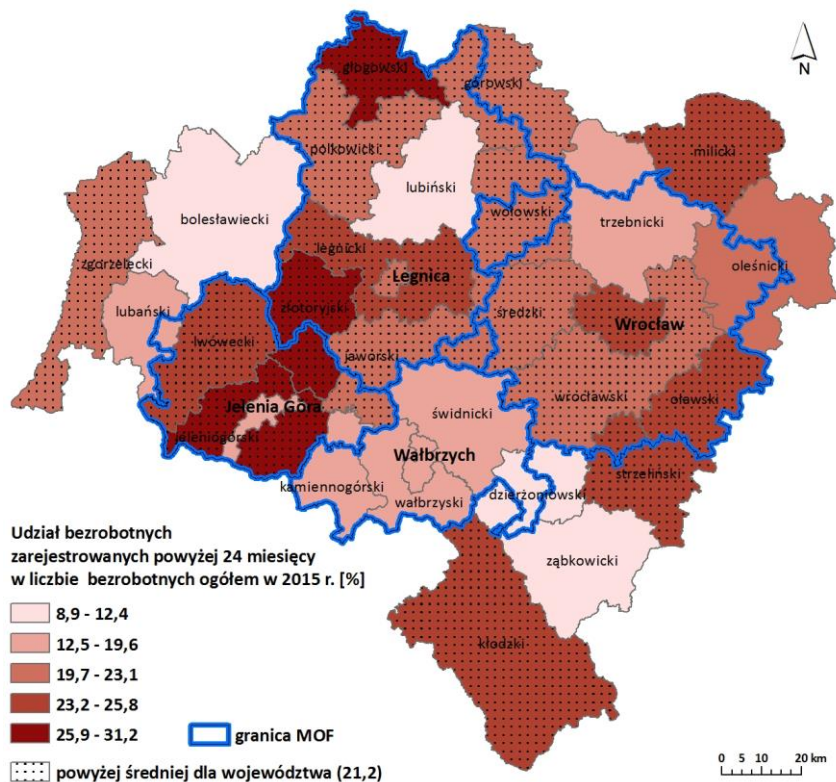 N
głogowski
górowski
polkowicki
milicki
lubiński
bolesławiecki
wołowski
trzebnicki
legnicki
zgorzelecki
Legnica
oleśnicki
złotoryjski
lubański
średzki
Wrocław
lwówecki
jaworski
wrocławski
oławski
Jelenia Góra
świdnicki
jeleniogórski
Wałbrzych
strzeliński
kamiennogórski
dzierżoniowski
wałbrzyski
ząbkowicki
kłodzki
Udział bezrobotnych
zarejestrowanych powyżej 24 miesięcy
w liczbie bezrobotnych ogółem w 2015 r. [%]
8,9 - 12,4
12,5 - 19,6
19,7 - 23,1
23,2 - 25,8
25,9 - 31,2
granica MOF
powyżej średniej dla województwa (21,2)
0 5 10 20 km